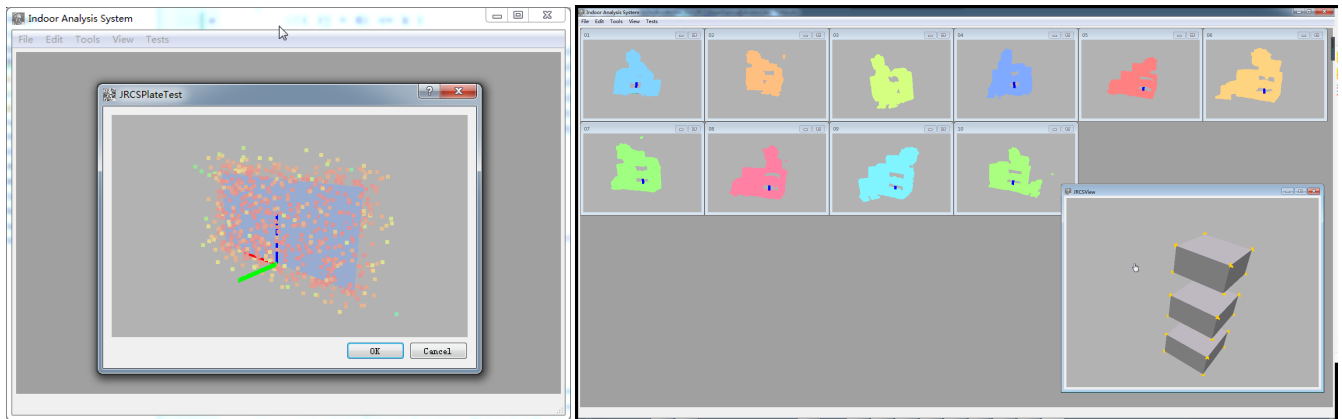 Indoor Analysis System
File Edit Tools View Tests
JRCSPlateTest
OK Cancel
Indoor Analysis System
File Edit Tools View Tests
01 02 03 04 05 06
07 08 09 10
JRCSView